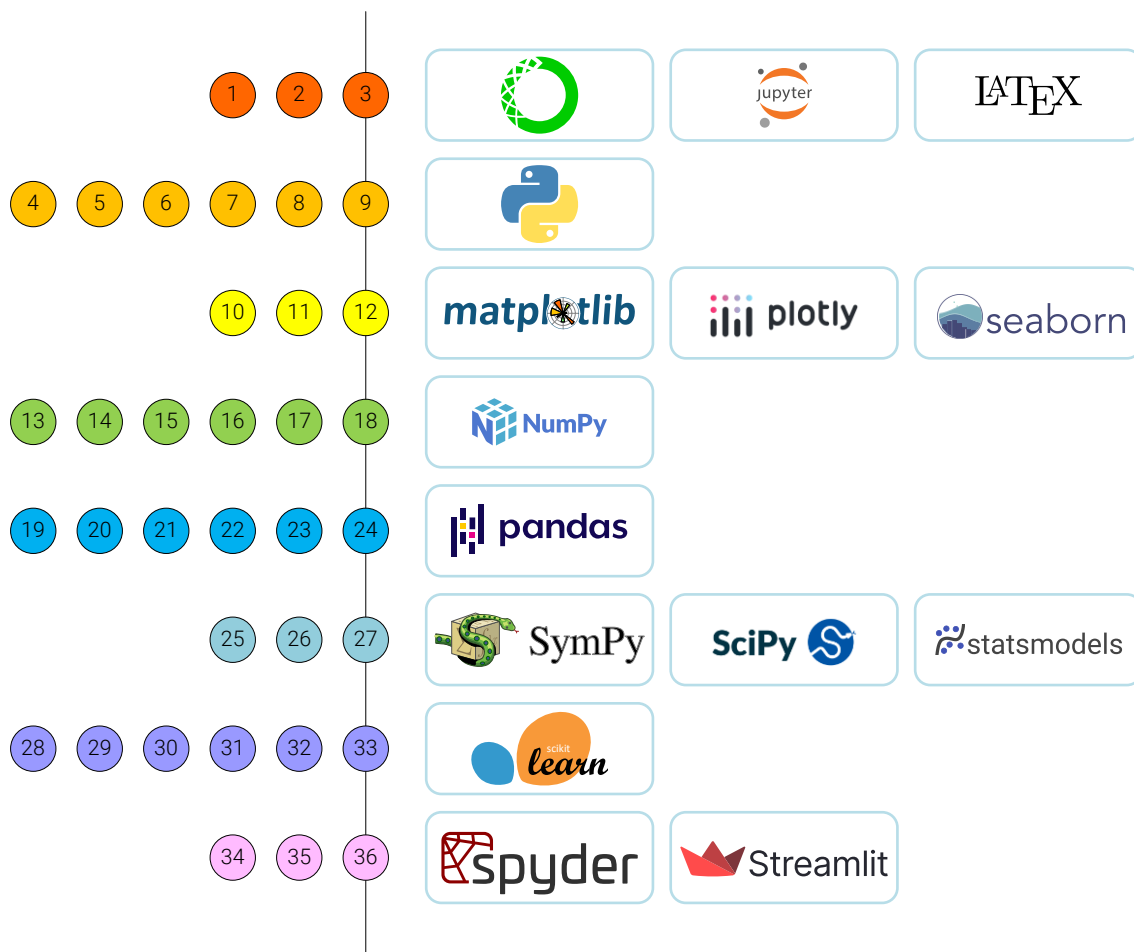 1 2 3 jupyter LATEX
4 5 6 7 8 9
10 11 12 matplotlib plotly seaborn
13 14 15 16 17 18 NumPy
19 20 21 22 23 24 pandas
25 26 27 SymPy SciPy statsmodels
28 29 30 31 32 33 scikit
learn
34 35 36 spyder Streamlit